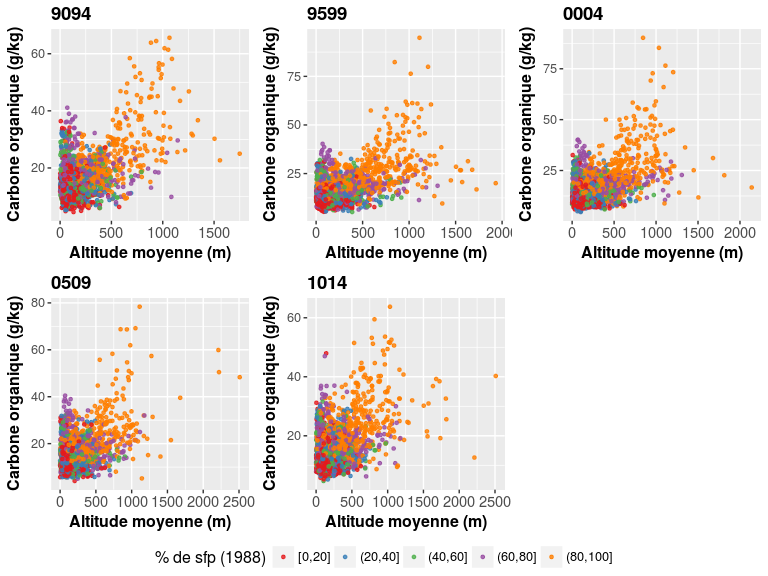 9094 9599 0004
Carbone organique (g/kg) Carbone organique (g/kg) Carbone organique (g/kg)
60 40 20
75 50 25
75 50 25
0 500 1000 1500 0 500 1000 1500 200 0 500 1000 1500 2000
Altitude moyenne (m) Altitude moyenne (m) Altitude moyenne (m)
0509 1014
Carbone organique (g/kg) Carbone organique (g/kg)
80 60 40 20
60 40 20
0 500 1000 1500 2000 2500 0 500 1000 1500 2000 2500
Altitude moyenne (m) Altitude moyenne (m)
% de sfp (1988) [0,20] (20,40] (40,60] (60,80] (80,100]